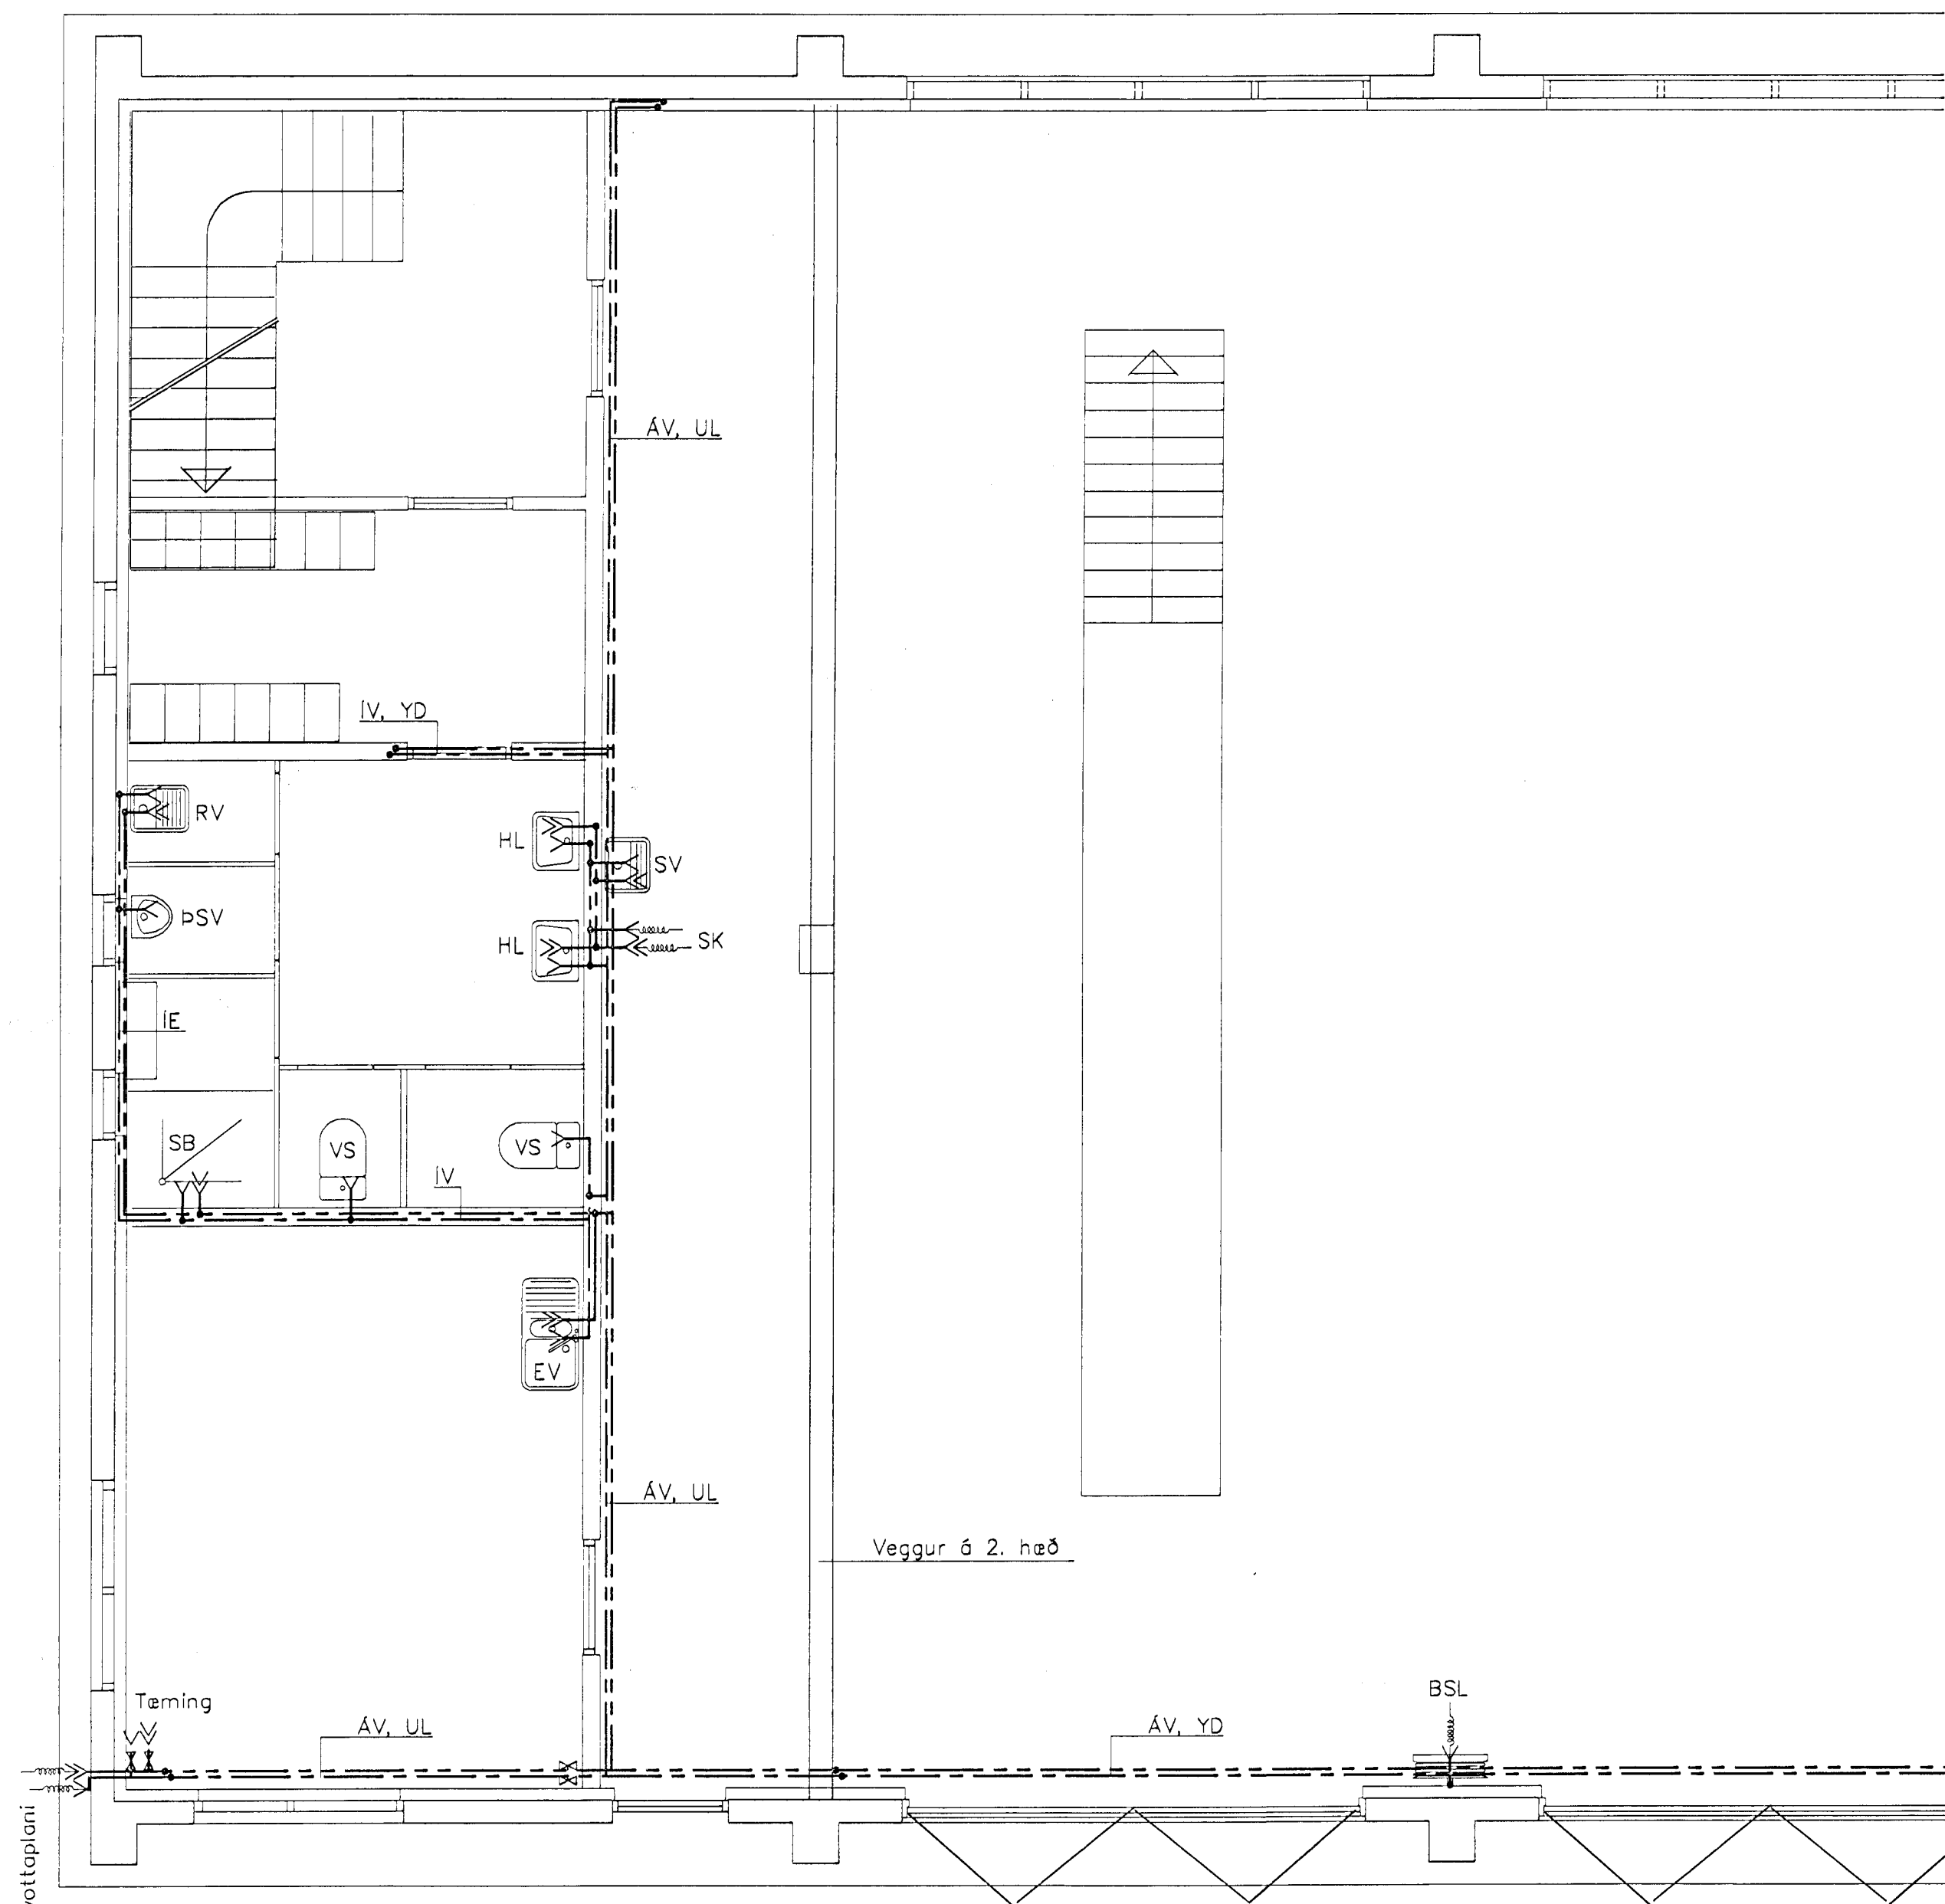 ÁV, UL
ÍV, YD
RV
HL
SV
ÞSV
HL
SK
ÍE
SB
VS
VS
ÍV
EV
ÁV, UL
Veggur á 2. hæð
Tæming
BSL
ÁV, UL
ÁV, YD